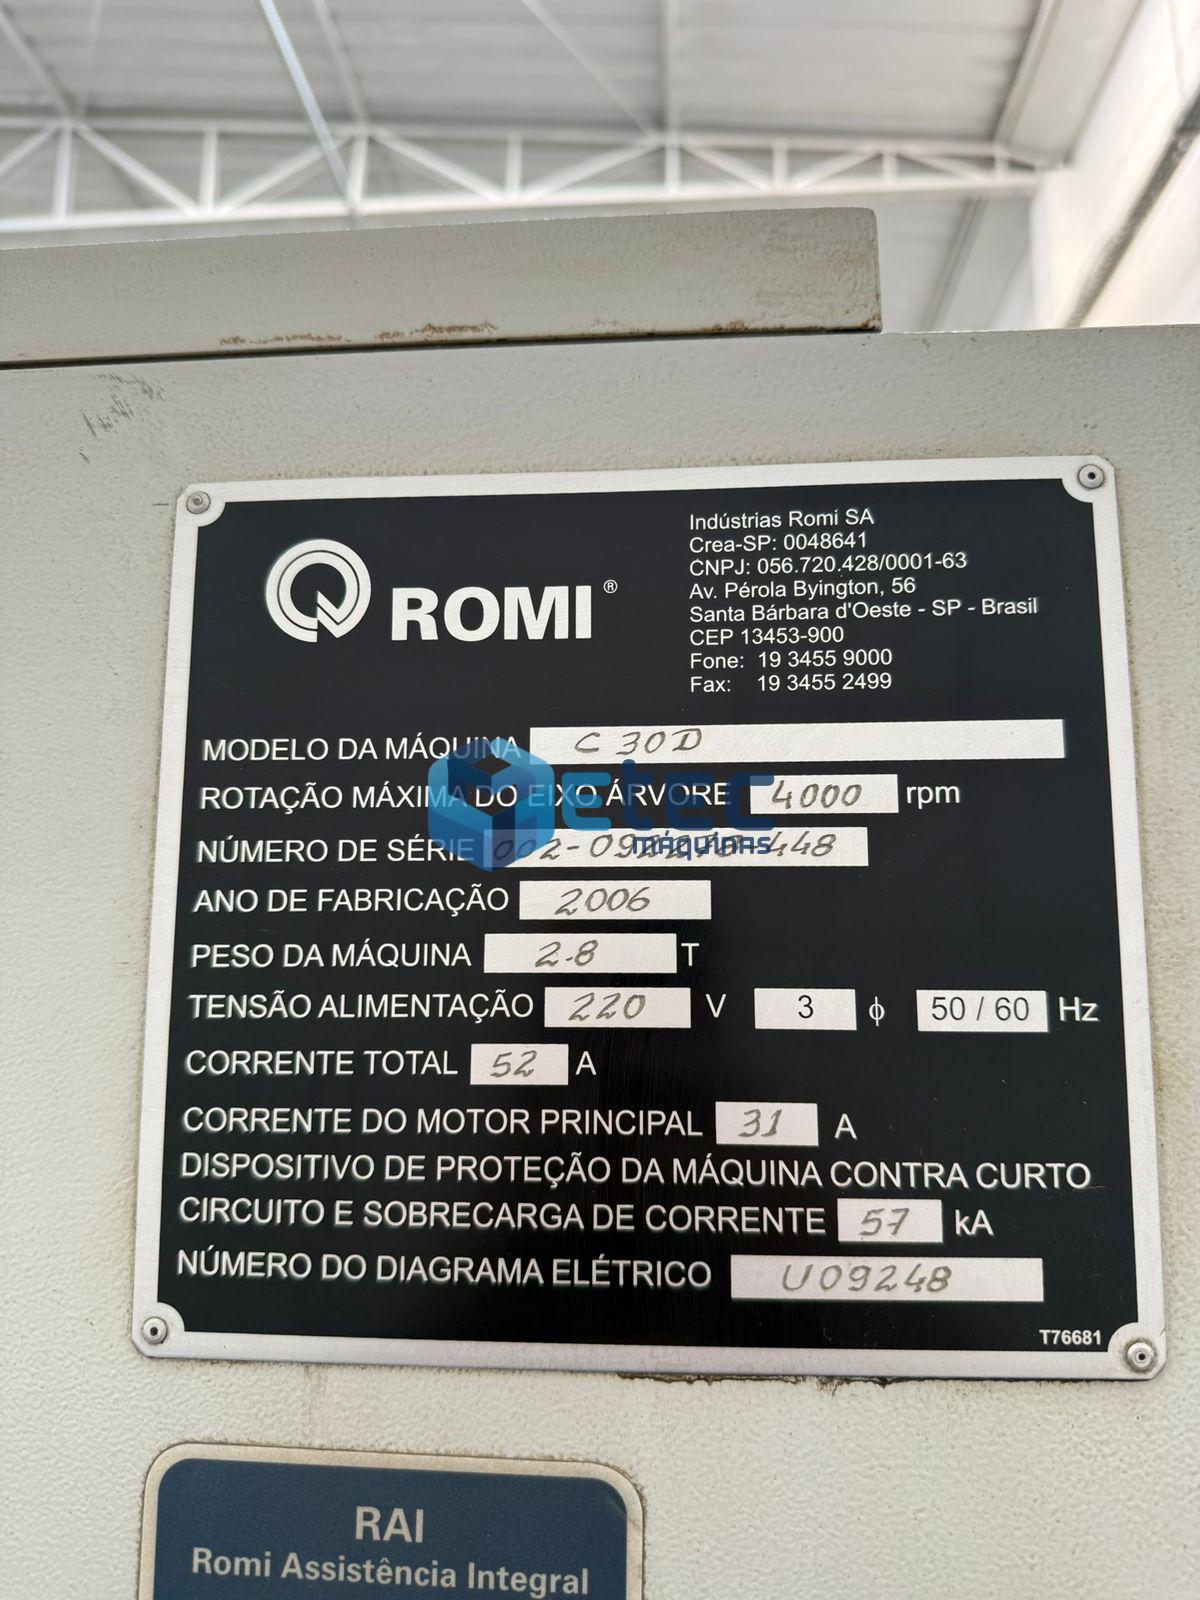 ROMI®
Indústrias Romi SA
Crea-SP: 0048641
CNPJ: 056.720.428/0001-63
Av. Pérola Byington, 56
Santa Bárbara d'Oeste - SP - Brasil
CEP 13453-900
Fone: 19 3455 9000
Fax: 19 3455 2499
MODELO DA MÁQUINA C 30D
ROTAÇÃO MÁXIMA DO EIXO ÁRVORE 4000 rpm
etec
MÁQUINAS
NÚMERO DE SÉRIE
ANO DE FABRICAÇÃO 2006
PESO DA MÁQUINA 2.8 T
TENSÃO ALIMENTAÇÃO 220 V 3 ϕ 50 / 60 Hz
CORRENTE TOTAL 52 A
CORRENTE DO MOTOR PRINCIPAL 31 A
DISPOSITIVO DE PROTEÇÃO DA MÁQUINA CONTRA CURTO
CIRCUITO E SOBRECARGA DE CORRENTE 57 kA
NÚMERO DO DIAGRAMA ELÉTRICO U09248
T76681
RAI
Romi Assistência Integral